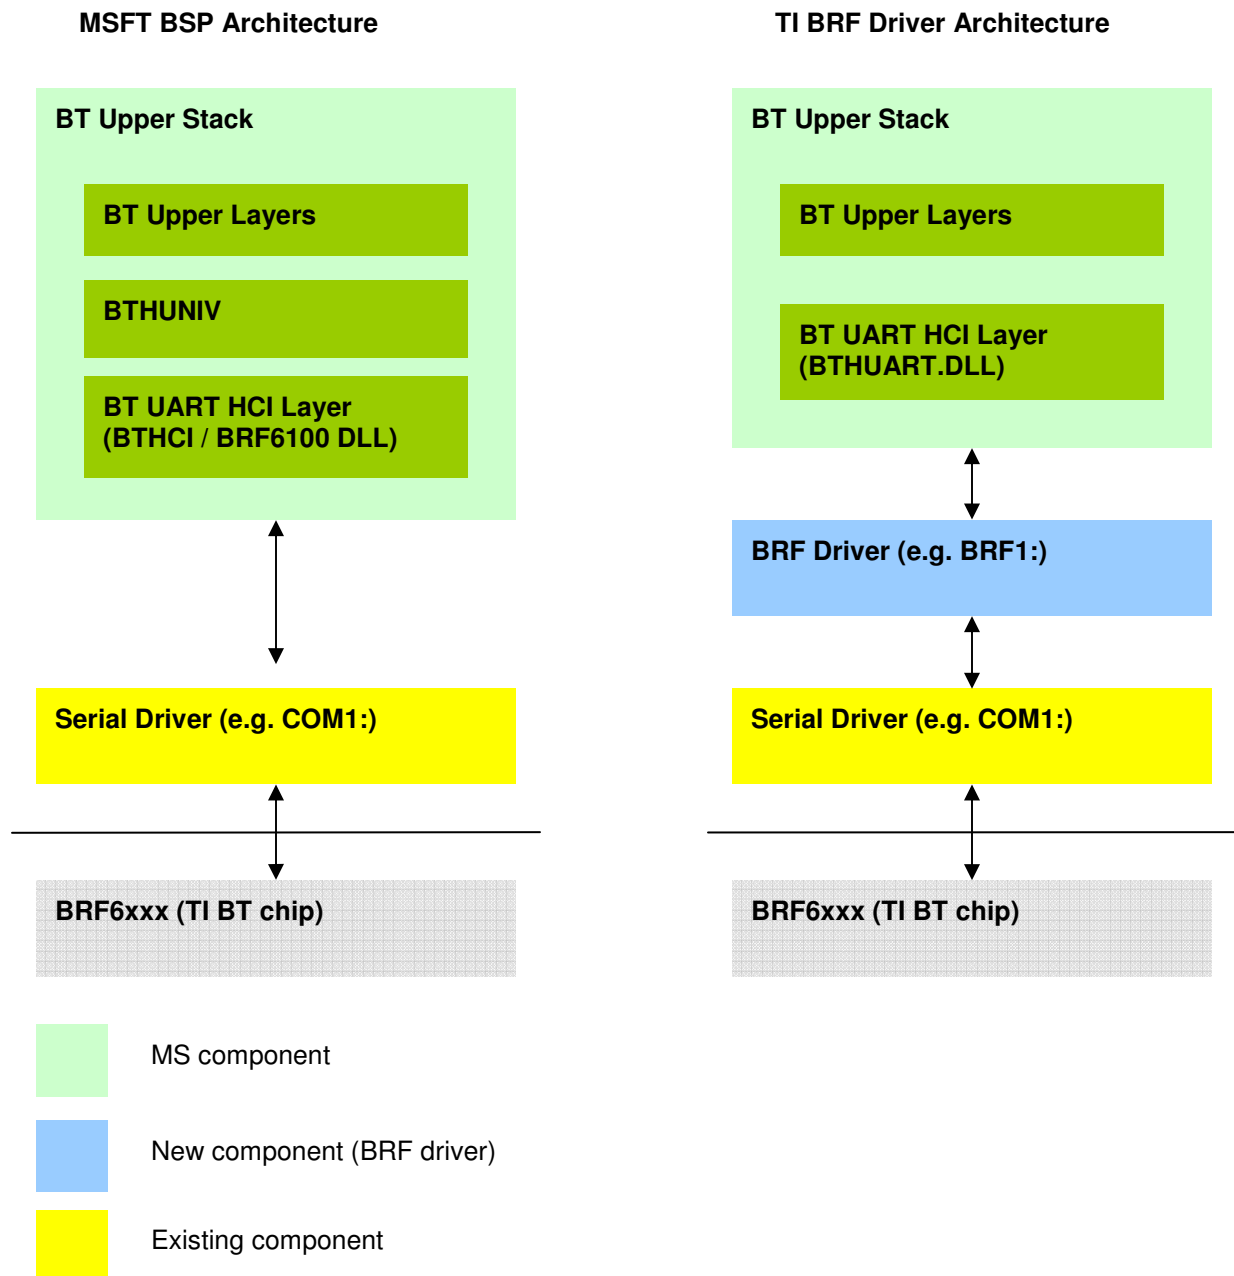 MSFT BSP Architecture
BT Upper Stack
BT Upper Layers
BTHUNIV
BT UART HCI Layer
(BTHCI / BRF6100 DLL)
Serial Driver (e.g. COM1:)
BRF6xxx (TI BT chip)
TI BRF Driver Architecture
BT Upper Stack
BT Upper Layers
BT UART HCI Layer
(BTHUART.DLL)
BRF Driver (e.g. BRF1:)
Serial Driver (e.g. COM1:)
BRF6xxx (TI BT chip)
MS component
New component (BRF driver)
Existing component